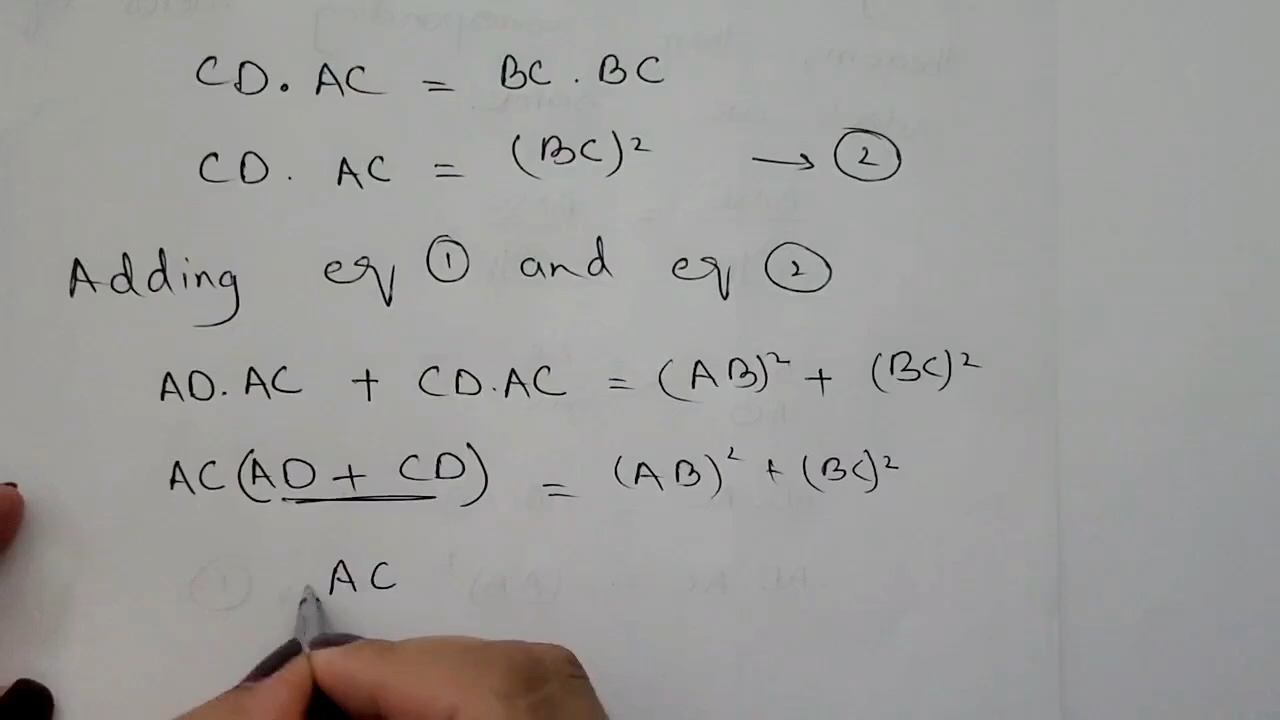 CD. AC = BC . BC
CD. AC = (BC)² → ②
Adding eq ① and eq ②
AD. AC + CD. AC = (AB)² + (BC)²
AC(AD + CD) = (AB)² + (BC)²
AC